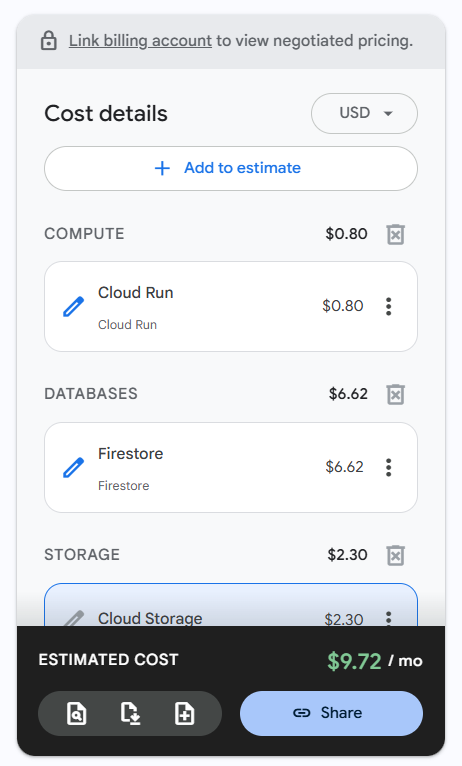 Link billing account to view negotiated pricing.
Cost details
USD
Add to estimate
COMPUTE $0.80
Cloud Run $0.80
Cloud Run
DATABASES $6.62
Firestore $6.62
Firestore
STORAGE $2.30
Cloud Storage $2.30
ESTIMATED COST $9.72 / mo
Share